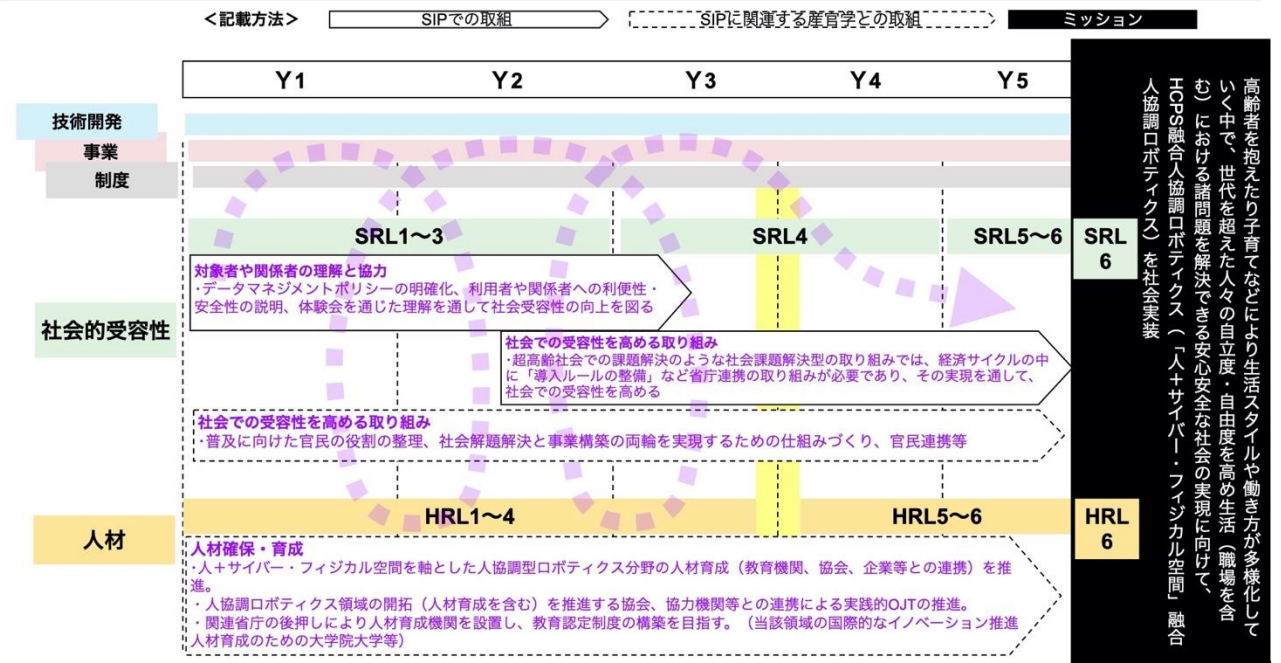 ＜記載方法＞
SIPでの取組
SIPに関運する産官学との取組
ミッション
Y1
Y2
Y3
Y4
Y5
技術開発
事業
制度
SRL1〜3
SRL4
SRL5〜6
SRL
6
社会的受容性
対象者や関係者の理解と協力
・データマネジメントポリシーの明確化、利用者や関係者への利便性・
安全性の説明、体験会を通じた理解を通して社会受容性の向上を図る
社会での受容性を高める取り組み
・超高齢社会での課題解決のような社会課題解決型の取り組みでは、経済サイクルの中
に「導入ルールの整備」など省庁連携の取り組みが必要であり、その実現を通して、
社会での受容性を高める
社会での受容性を高める取り組み
・普及に向けた官民の役割の整理、社会解題解決と事業構築の両輪を実現するための仕組みづくり、官民連携等
人材
HRL1〜4
HRL5〜6
HRL
6
人材確保・育成
・人＋サイバー・フィジカル空間を軸とした人協調型ロボティクス分野の人材育成（教育機関、協会、企業等との連携）を推
進。
・人協調ロボティクス領域の開拓（人材育成を含む）を推進する協会、協力機関等との連携による実践的OJTの推進。
・関連省庁の後押しにより人材育成機関を設置し、教育認定制度の構築を目指す。（当該領域の国際的なイノベーション推進
人材育成のための大学院大学等）
高齢者を抱えたり子育てなどにより生活スタイルや働き方が多様化して
いく中で、世代を超えた人々の自立度・自由度を高め生活（職場を含
む）における諸問題を解決できる安心安全な社会の実現に向けて、
HCPS融合人協調ロボティクス（「人＋サイバー・フィジカル空間」融合
人協調ロボティクス）を社会実装